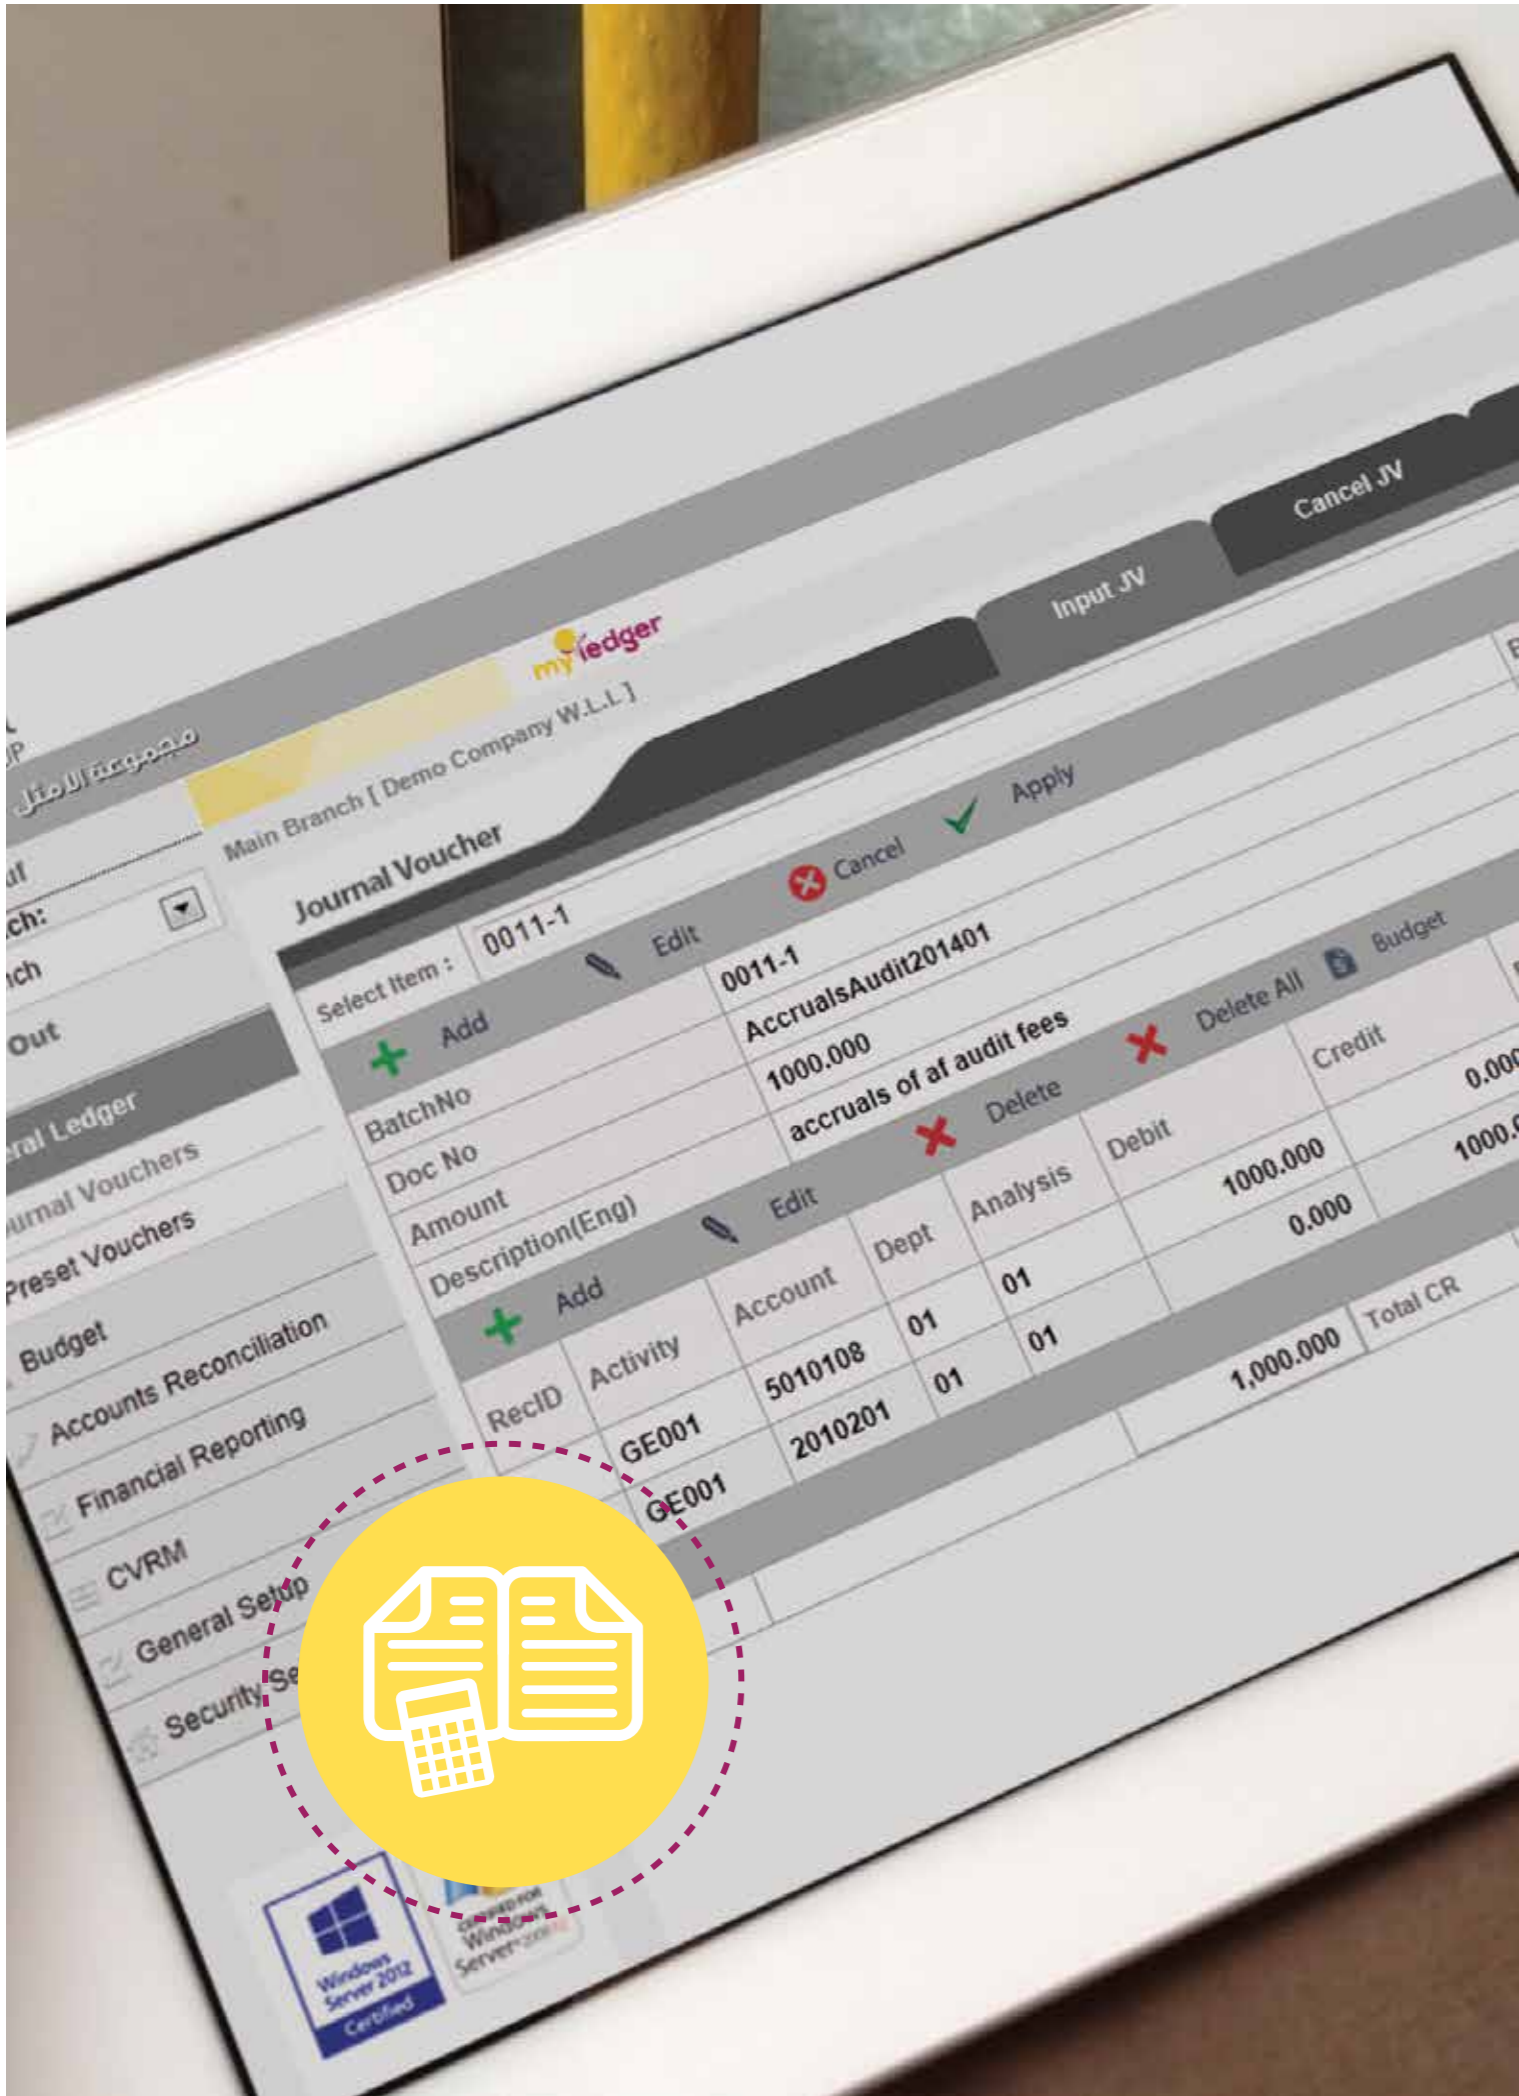 مجموعة الامثل
my ledger
Main Branch [ Demo Company W.L.L ]
Out
Ledger
Vouchers
Preset Vouchers
Budget
Accounts Reconciliation
Financial Reporting
CVRM
General Setup
Security
Journal Voucher
Input JV
Cancel JV
Select Item : 0011-1
Add Edit Cancel Apply
BatchNo 0011-1
Doc No AccrualsAudit201401
Amount 1000.000
Description(Eng) accruals of af audit fees
Add Edit Delete Delete All Budget
RecID Activity Account Dept Analysis Debit Credit
GE001 5010108 01 01 1000.000
GE001 2010201 01 01 0.000
1,000.000 Total CR
Windows
Server 2012
Certified
Windows
Server